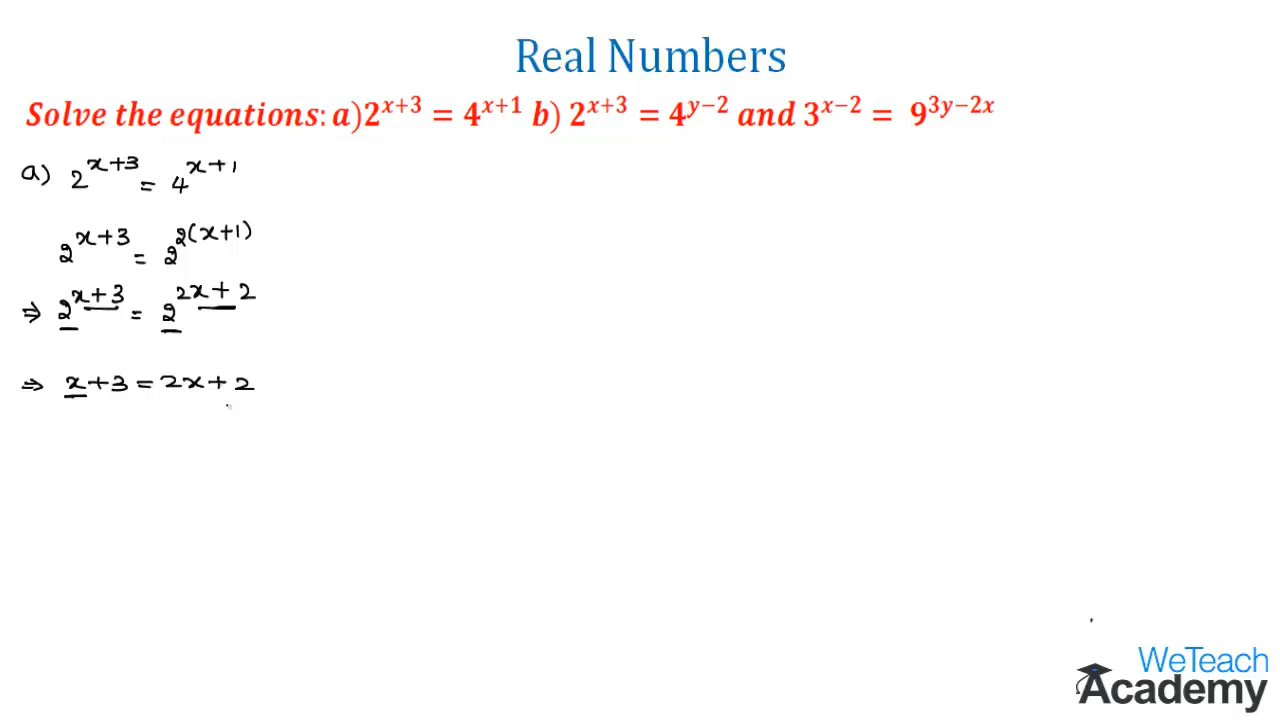 Real Numbers
Solve the equations: a)2^{x+3} = 4^{x+1} b) 2^{x+3} = 4^{y−2} and 3^{x−2} = 9^{3y−2x}
a) 2^{x+3} = 4^{x+1}
2^{x+3} = 2^{2(x+1)}
⇒ 2^{x+3} = 2^{2x+2}
⇒ x+3 = 2x+2
WeTeach
Academy